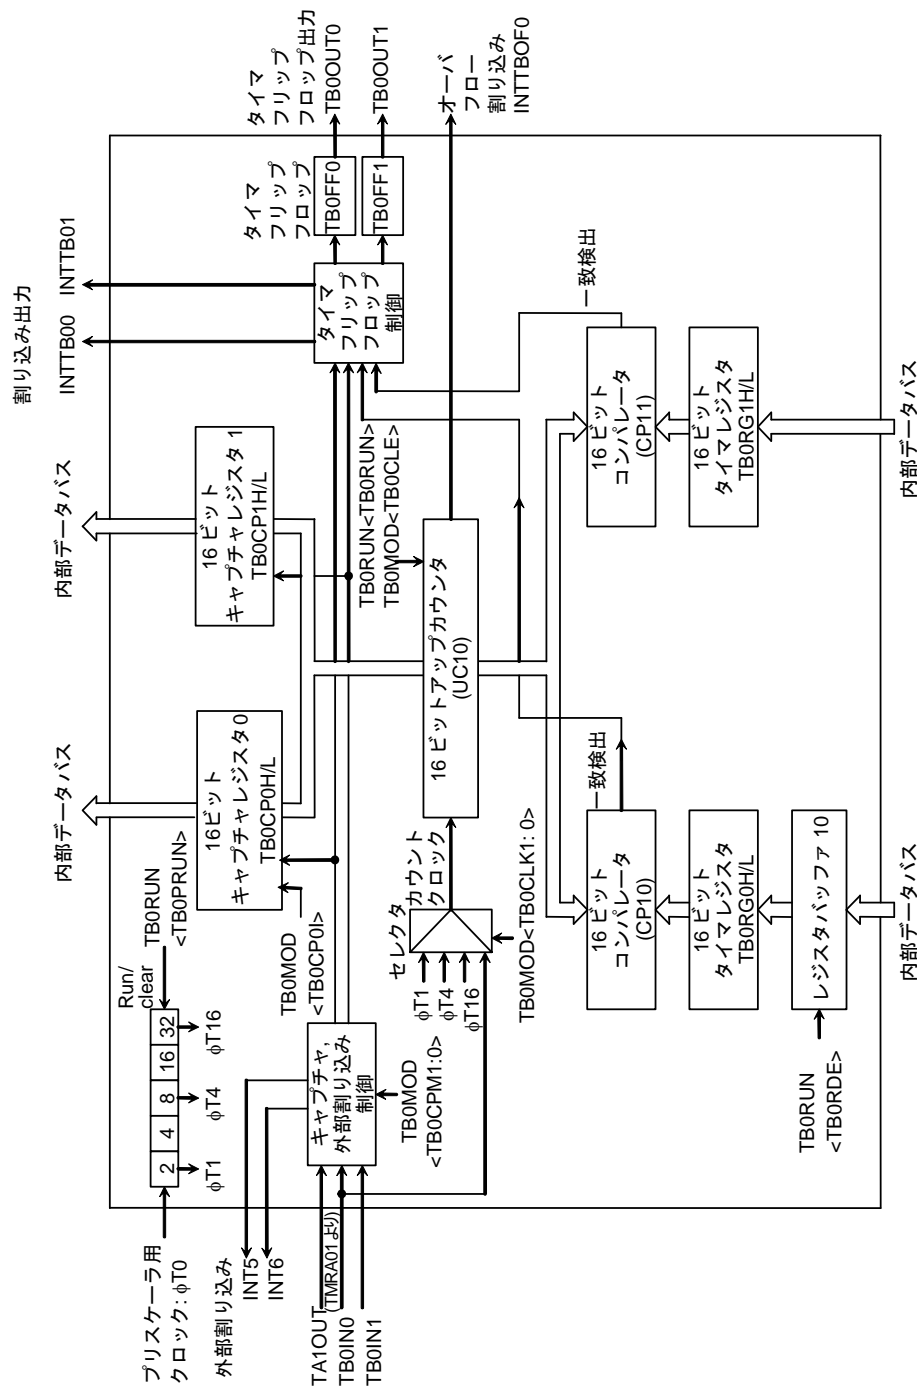 プリスケーラ用
クロック: φT0
2
4
8
16
32
φT1
φT4
φT16
Run/
clear
TB0RUN
<TB0PRUN>
外部割り込み
INT5
INT6
TA1OUT
(TMRA01より)
TB0IN0
TB0IN1
キャプチャ,
外部割り込み
制御
TB0MOD
<TB0CPM1:0>
TB0MOD
<TB0CP0I>
内部データバス
16ビット
キャプチャレジスタ0
TB0CP0H/L
内部データバス
16 ビット
キャプチャレジスタ 1
TB0CP1H/L
割り込み出力
INTTB00
INTTB01
タイマ
フリップ
フロップ
制御
タイマ
フリップ
フロップ
TB0FF0
TB0FF1
タイマ
フリップ
フロップ出力
TB0OUT0
TB0OUT1
オーバ
フロー
割り込み
INTTBOF0
セレクタ
カウント
クロック
φT1
φT4
φT16
TB0MOD<TB0CLK1: 0>
TB0RUN<TB0RUN>
TB0MOD<TB0CLE>
16 ビットアップカウンタ
(UC10)
一致検出
16 ビット
コンパレータ
(CP10)
16 ビット
タイマレジスタ
TB0RG0H/L
レジスタバッファ 10
TB0RUN
<TB0RDE>
内部データバス
一致検出
16 ビット
コンパレータ
(CP11)
16 ビット
タイマレジスタ
TB0RG1H/L
内部データバス